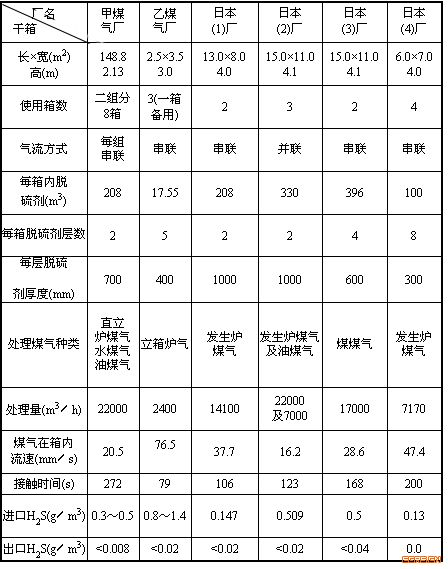 厂名 甲煤 乙煤 日本 日本 日本 日本
干箱 气厂 气厂 (1)厂 (2)厂 (3)厂 (4)厂
长×宽(m²) 148.8 2.5×3.5 13.0×8.0 15.0×11.0 15.0×11.0 6.0×7.0
高(m) 2.13 3.0 4.0 4.1 4.1 4.0
使用箱数 二组分 3(一箱 2 3 2 4
8箱 备用)
气流方式 每组 串联 串联 并联 串联 串联
串联
每箱内脱 208 17.55 208 330 396 100
硫剂(m³)
每箱脱硫剂层数 2 5 2 2 4 8
每层脱硫 700 400 1000 1000 600 300
剂厚度(mm)
处理煤气种类 直立 立箱炉气 发生炉 发生炉煤气 煤煤气 发生炉
炉煤气 煤气 及油煤气 煤气
水煤气
油煤气
处理量(m³/h) 22000 2400 14100 22000 17000 7170
及7000
煤气在箱内 20.5 76.5 37.7 16.2 28.6 47.4
流速(mm/s)
接触时间(s) 272 79 106 123 168 200
进口H₂S(g/m³) 0.3～0.5 0.8～1.4 0.147 0.509 0.5 0.13
出口H₂S(g/m³) <0.008 <0.02 <0.02 <0.02 <0.04 0.0